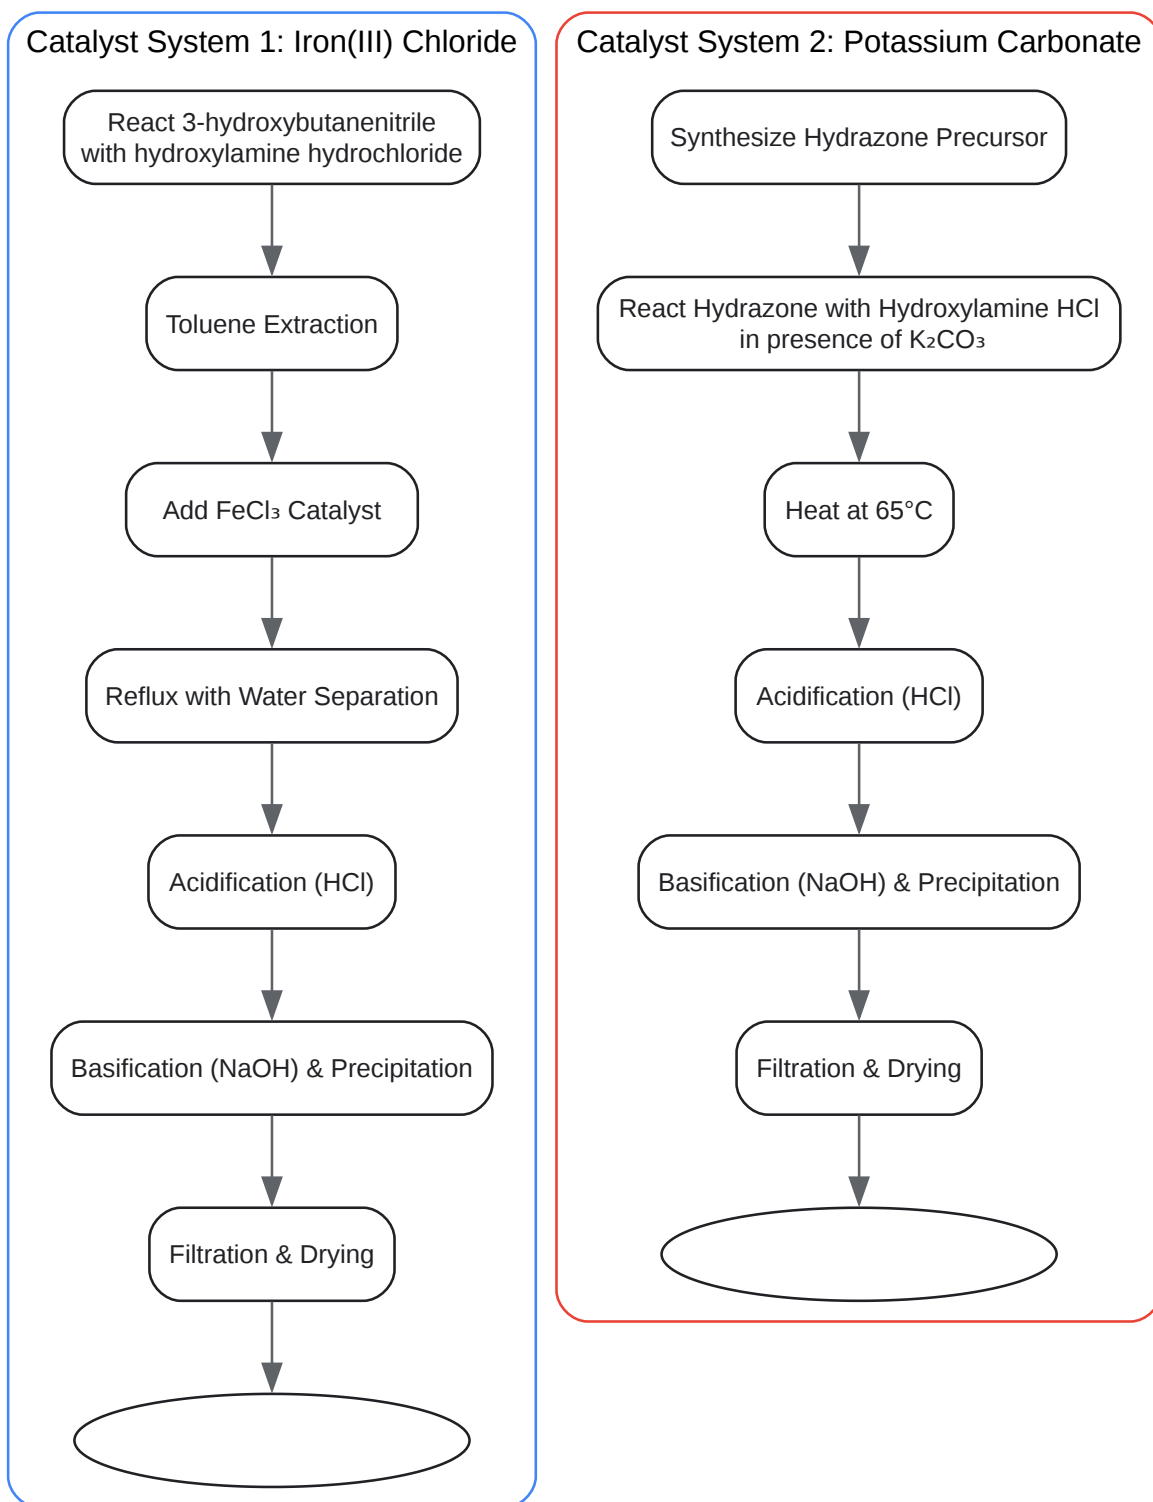 Catalyst System 1: Iron(III) Chloride
React 3-hydroxybutanenitrile
with hydroxylamine hydrochloride
Toluene Extraction
Add FeCl₃ Catalyst
Reflux with Water Separation
Acidification (HCl)
Basification (NaOH) & Precipitation
Filtration & Drying
Catalyst System 2: Potassium Carbonate
Synthesize Hydrazone Precursor
React Hydrazone with Hydroxylamine HCl
in presence of K₂CO₃
Heat at 65°C
Acidification (HCl)
Basification (NaOH) & Precipitation
Filtration & Drying